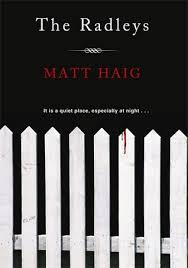 The Radleys
MATT HAIG
It is a quiet place, especially at night . . .